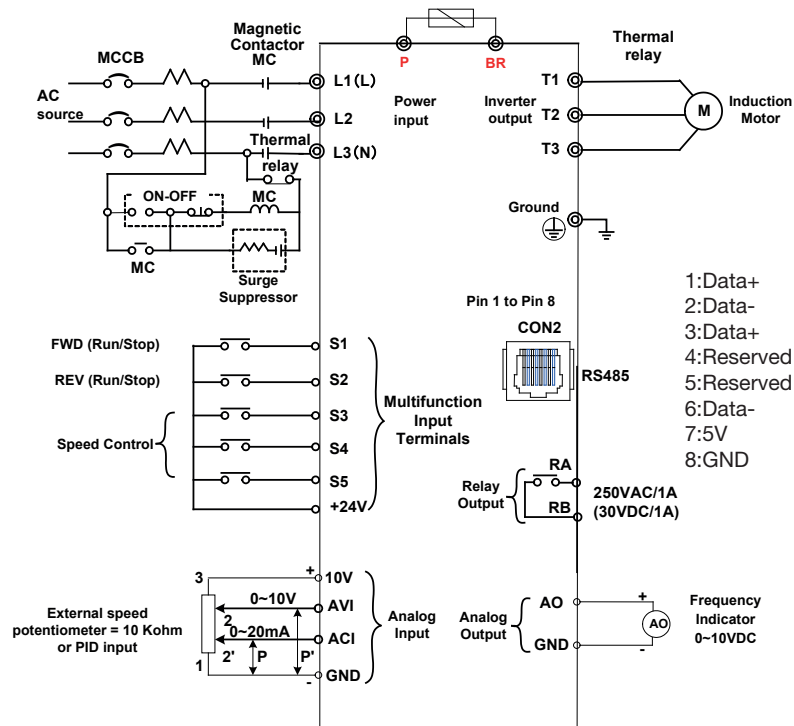 Magnetic
Contactor
MC
MCCB
AC
source
L1(L)
L2
L3(N)
Thermal
relay
ON-OFF
MC
MC
Surge
Suppressor
P
BR
Power
input
Inverter
output
T1
T2
T3
Thermal
relay
M
Induction
Motor
Ground
Pin 1 to Pin 8
CON2
RS485
1:Data+
2:Data-
3:Data+
4:Reserved
5:Reserved
6:Data-
7:5V
8:GND
FWD (Run/Stop)
REV (Run/Stop)
Speed Control
S1
S2
S3
S4
S5
+24V
Multifunction
Input
Terminals
Relay
Output
RA
RB
250VAC/1A
(30VDC/1A)
External speed
potentiometer = 10 Kohm
or PID input
3
2
2'
1
0~10V
0~20mA
P
P'
+
-
10V
AVI
ACI
GND
Analog
Input
Analog
Output
AO
GND
+
AO
-
Frequency
Indicator
0~10VDC